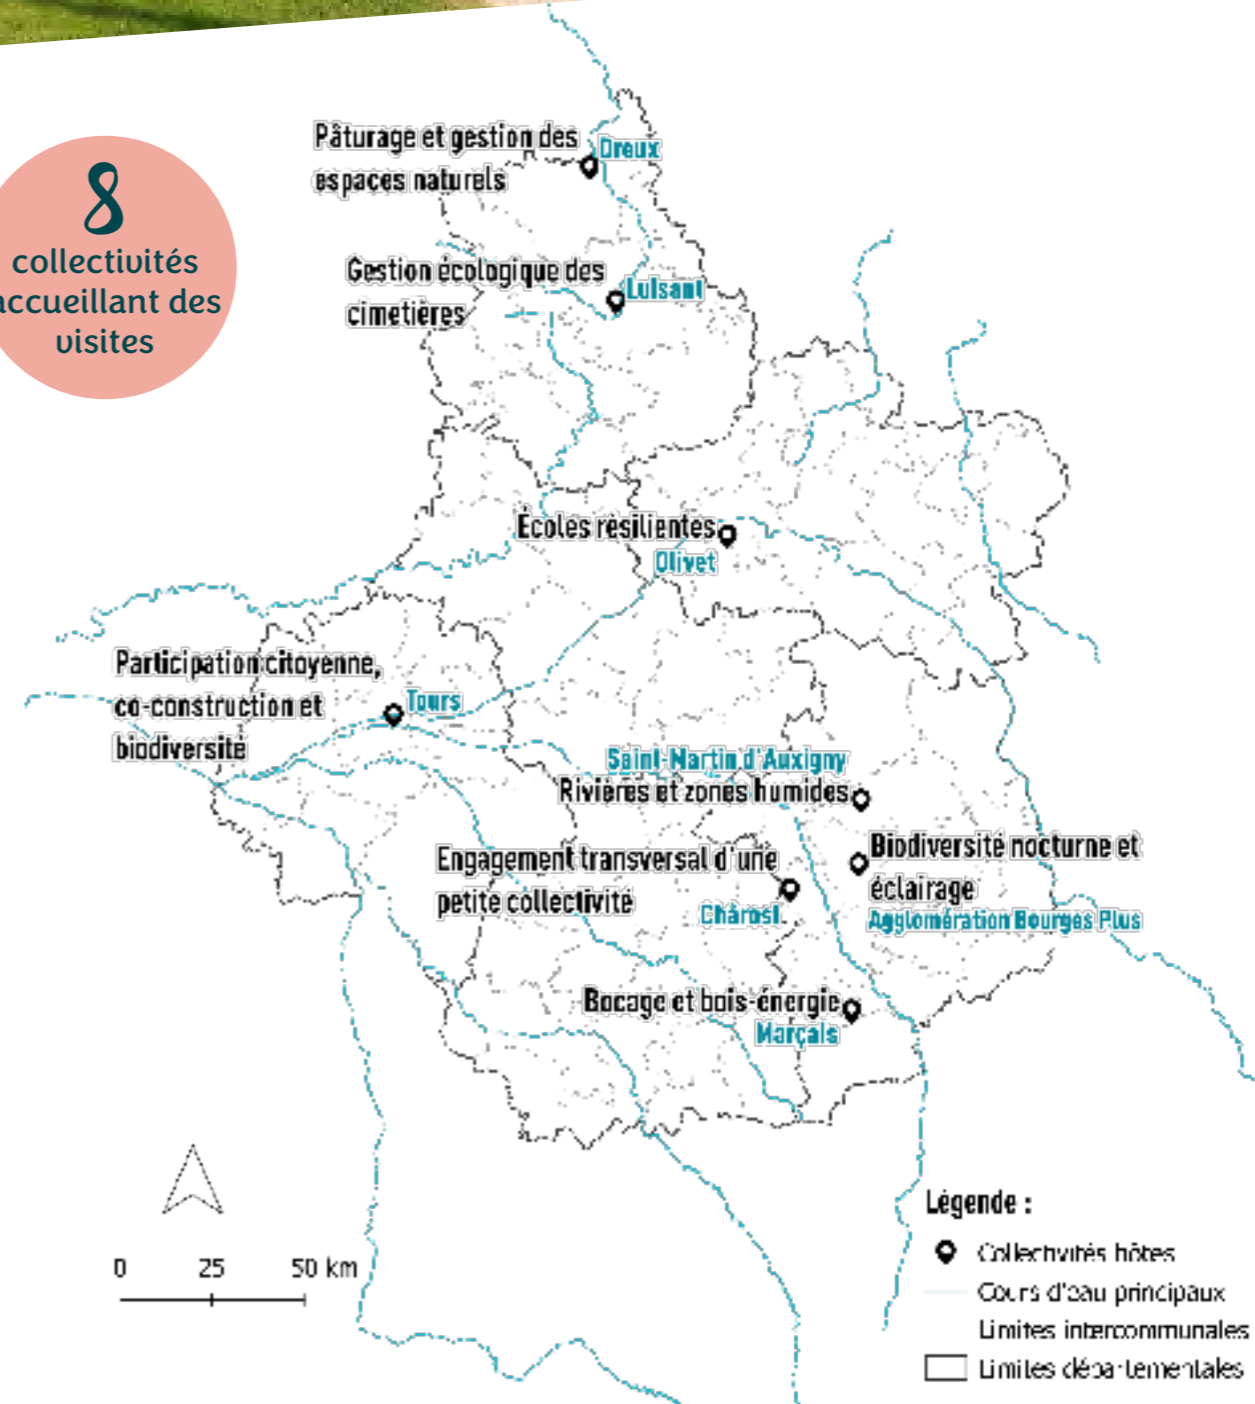 8
collectivités
accueillant des
visites
Pâturage et gestion des
espaces naturels
Dreux
Gestion écologique des
cimetières
Luisant
Écoles résilientes
Olivet
Participation citoyenne,
co-construction et
biodiversité
Tours
Saint-Martin d'Auxigny
Rivières et zones humides
Engagement transversal d'une
petite collectivité
Chârost
Biodiversité nocturne et
éclairage
Agglomération Bourges Plus
Bocage et bois-énergie
Marçais
0 25 50 km
Légende :
Collectivités hôtes
Cours d'eau principaux
Limites intercommunales
Limites départementales